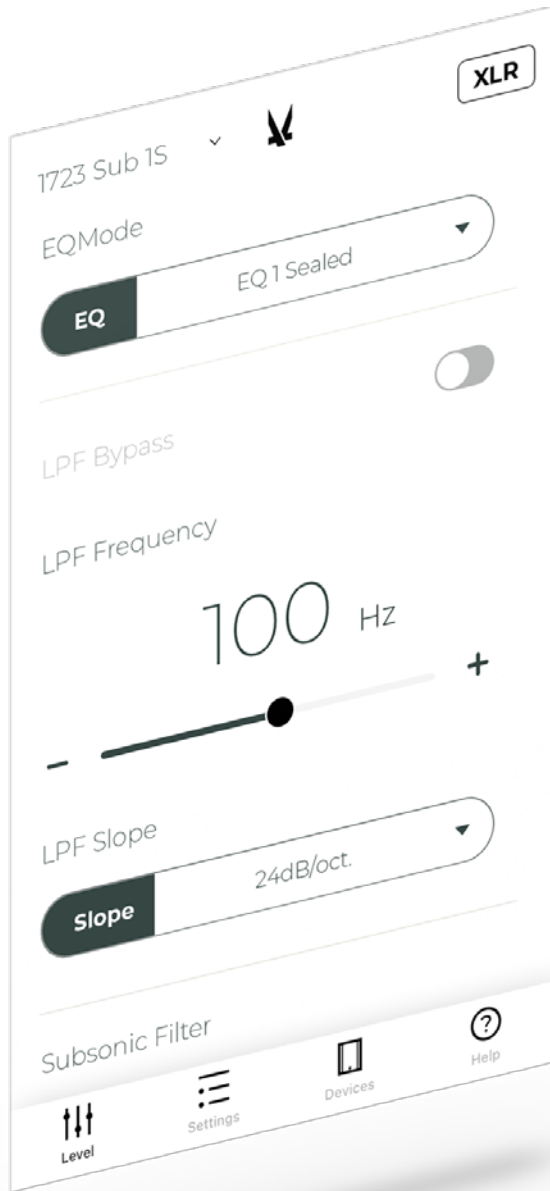 XLR
1723 Sub 1S
EQMode
EQ EQ 1 Sealed
LPF Bypass
LPF Frequency
100 Hz
- +
LPF Slope
Slope 24dB/oct.
Subsonic Filter
Level Settings Devices Help